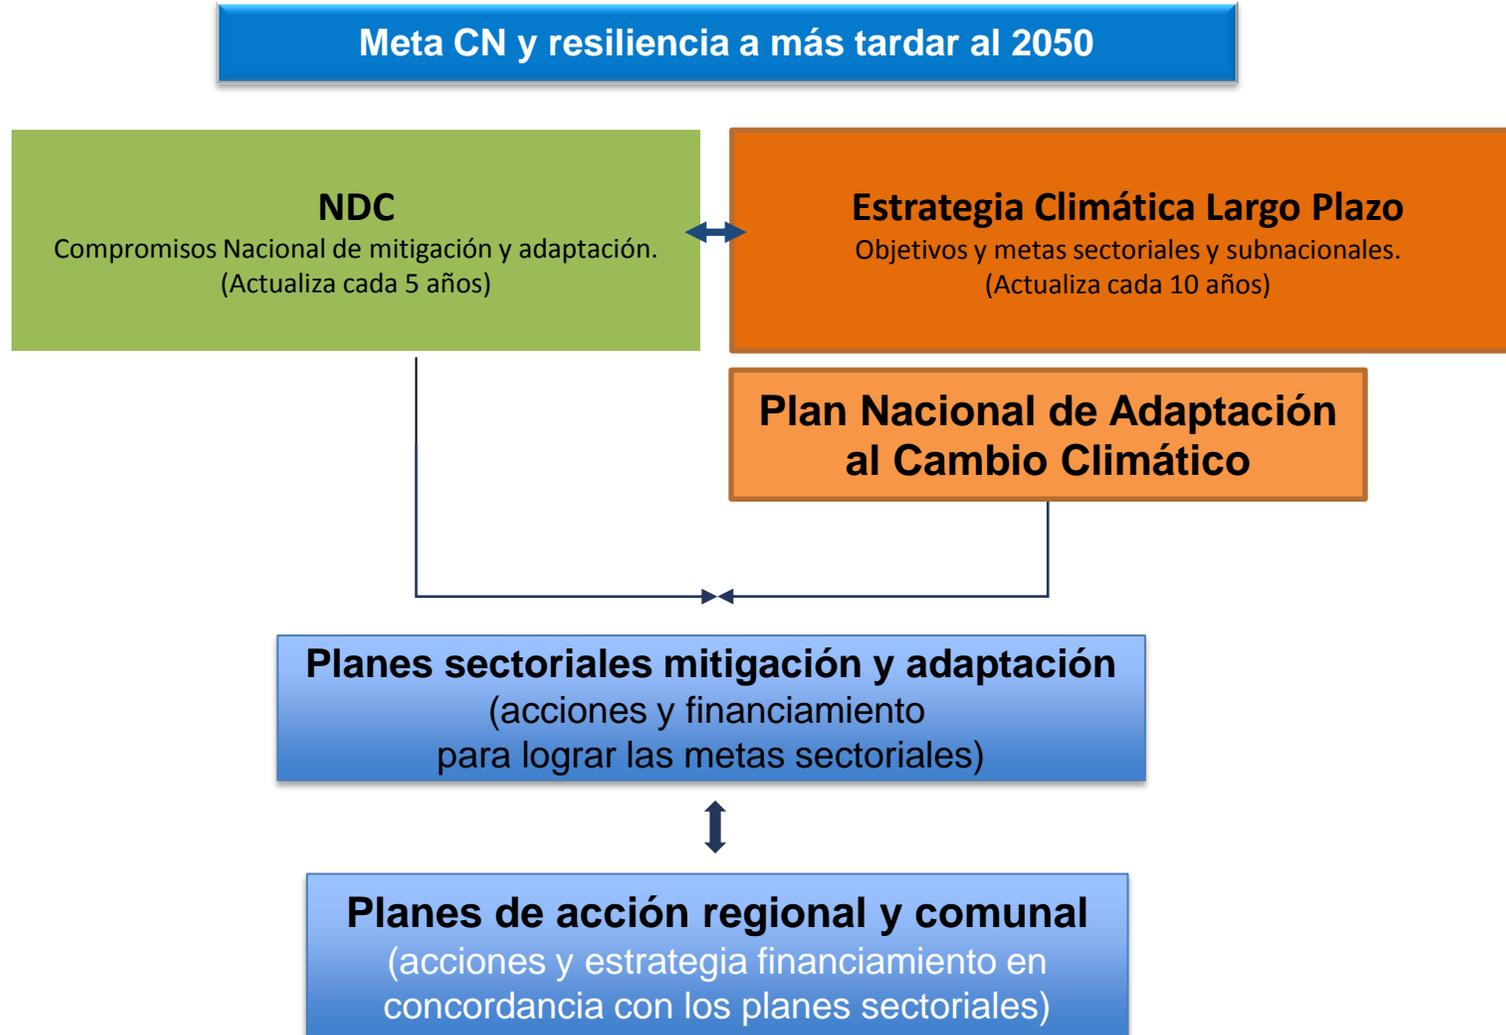 Meta CN y resiliencia a más tardar al 2050
NDC
Compromisos Nacional de mitigación y adaptación.
(Actualiza cada 5 años)
Estrategia Climática Largo Plazo
Objetivos y metas sectoriales y subnacionales.
(Actualiza cada 10 años)
Plan Nacional de Adaptación
al Cambio Climático
Planes sectoriales mitigación y adaptación
(acciones y financiamiento
para lograr las metas sectoriales)
Planes de acción regional y comunal
(acciones y estrategia financiamiento en
concordancia con los planes sectoriales)